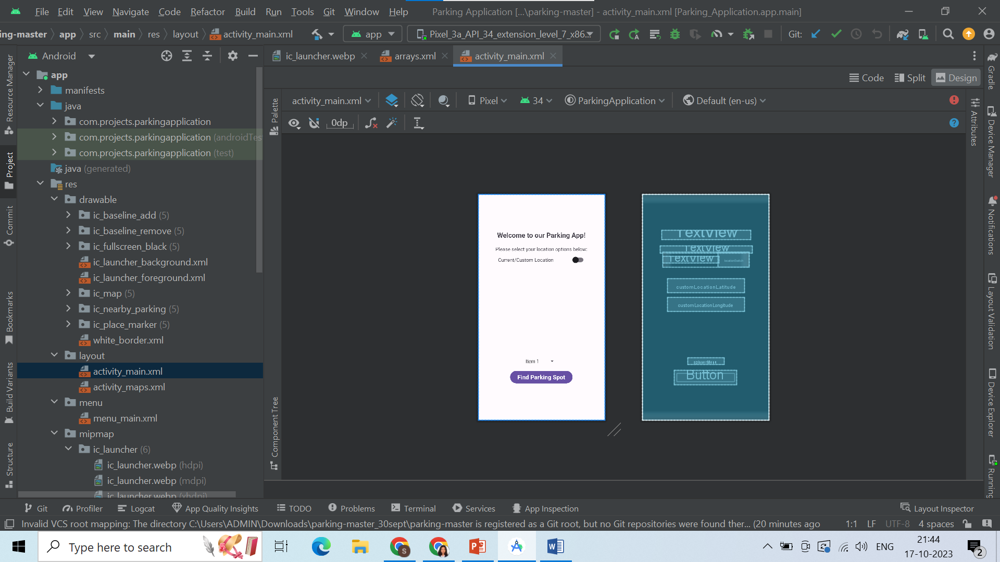 File Edit View Navigate Code Refactor Build Run Tools Git Window Help Parking Application [...\parking-master] - activity_main.xml [Parking_Application.app.main]
ing-master app src main res layout activity_main.xml app Pixel_3a_API_34_extension_level_7_x86... Git:
Android ic_launcher.webp arrays.xml activity_main.xml
Code Split Design
activity_main.xml Pixel 34 ParkingApplication Default (en-us)
0dp
app
manifests
java
com.projects.parkingapplication
com.projects.parkingapplication (androidTes
com.projects.parkingapplication (test)
java (generated)
res
drawable
ic_baseline_add (5)
ic_baseline_remove (5)
ic_fullscreen_black (5)
ic_launcher_background.xml
ic_launcher_foreground.xml
ic_map (5)
ic_nearby_parking (5)
ic_place_marker (5)
white_border.xml
layout
activity_main.xml
activity_maps.xml
menu
menu_main.xml
mipmap
ic_launcher (6)
ic_launcher.webp (hdpi)
ic_launcher.webp (mdpi)
ic_launcher.webp (xhdpi)
Resource Manager
Project
Commit
Bookmarks
Build Variants
Structure
Palette
Component Tree
Welcome to our Parking App!
Please select your location options below:
Current/Custom Location
Item 1
Find Parking Spot
TextView
TextView
TextView locationSwitch
customLocationLatitude
customLocationLongitude
spinnerMenu
Button
Attributes
Gradle
Device Manager
Notifications
Layout Validation
Device Explorer
Running
Git Profiler Logcat App Quality Insights TODO Problems Terminal Services App Inspection Layout Inspector
Invalid VCS root mapping: The directory C:\Users\ADMIN\Downloads\parking-master_30sept\parking-master is registered as a Git root, but no Git repositories were found ther... (20 minutes ago 1:1 LF UTF-8 4 spaces
Type here to search S ENG 21:44
17-10-2023 2